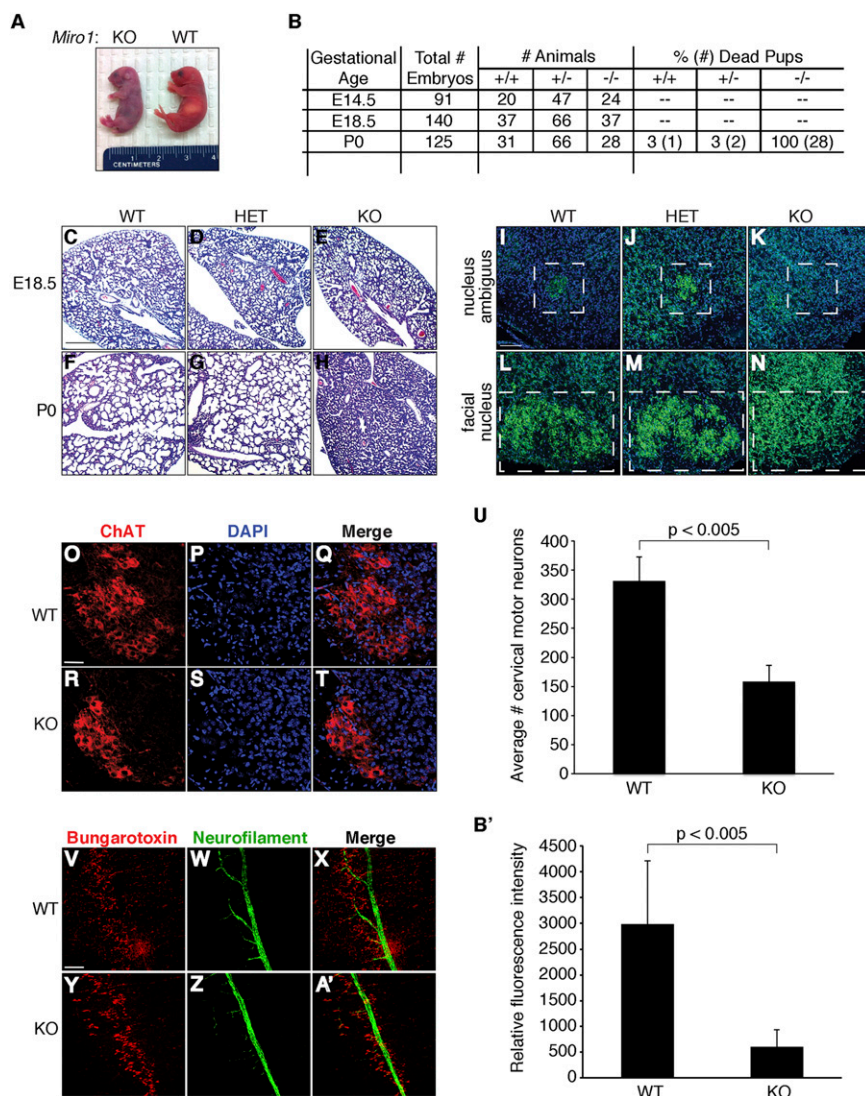 A
Miro1: KO WT
1 2 3 4
CENTIMETERS
B
Gestational Age Total # Embryos # Animals % (#) Dead Pups
+/+ +/- -/- +/+ +/- -/-
E14.5 91 20 47 24 -- -- --
E18.5 140 37 66 37 -- -- --
P0 125 31 66 28 3 (1) 3 (2) 100 (28)
WT HET KO
E18.5 C D E
P0 F G H
WT HET KO
nucleus ambiguus I J K
facial nucleus L M N
ChAT DAPI Merge
WT O P Q
KO R S T
U
p < 0.005
Average # cervical motor neurons
400
350
300
250
200
150
100
50
0
WT KO
Bungarotoxin Neurofilament Merge
WT V W X
KO Y Z A'
B'
p < 0.005
Relative fluorescence intensity
4500
4000
3500
3000
2500
2000
1500
1000
500
0
WT KO